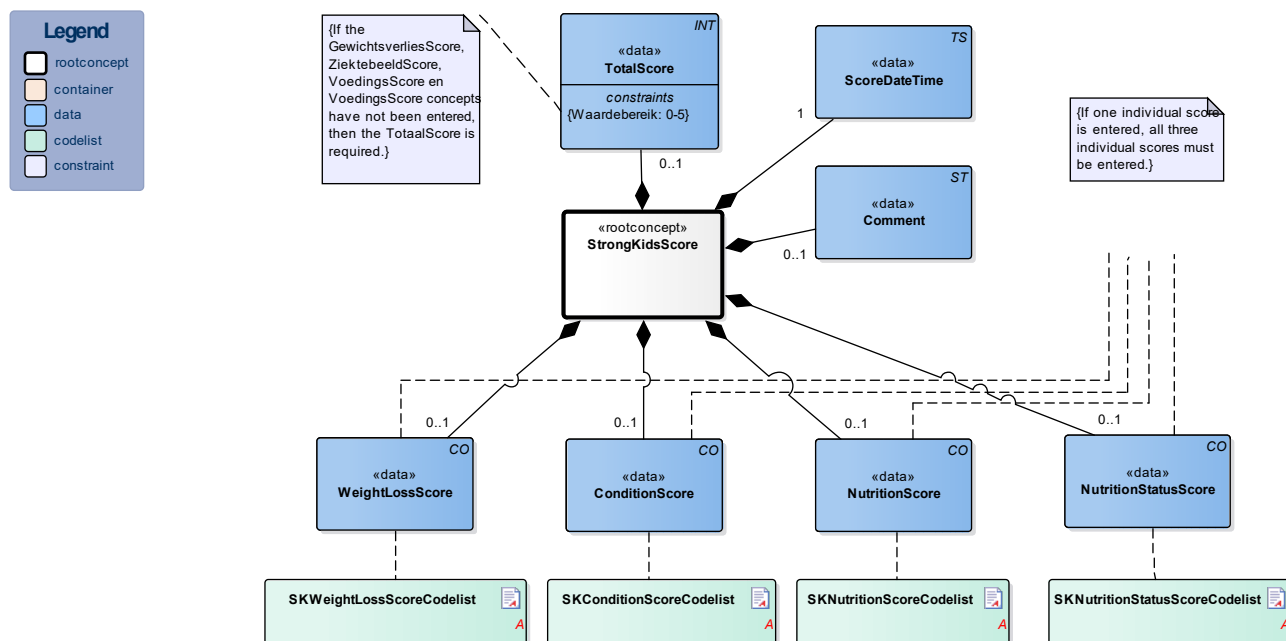 Legend
rootconcept
container
data
codelist
constraint
{If the
GewichtsverliesScore,
ZiektebeeldScore,
VoedingsScore en
VoedingsScore concepts
have not been entered,
then the TotaalScore is
required.}
INT
«data»
TotalScore
constraints
{Waardebereik: 0-5}
0..1
TS
«data»
ScoreDateTime
1
ST
«data»
Comment
0..1
{If one individual score
is entered, all three
individual scores must
be entered.}
«rootconcept»
StrongKidsScore
0..1
CO
«data»
WeightLossScore
0..1
CO
«data»
ConditionScore
0..1
CO
«data»
NutritionScore
0..1
CO
«data»
NutritionStatusScore
SKWeightLossScoreCodelist
A
SKConditionScoreCodelist
A
SKNutritionScoreCodelist
A
SKNutritionStatusScoreCodelist
A